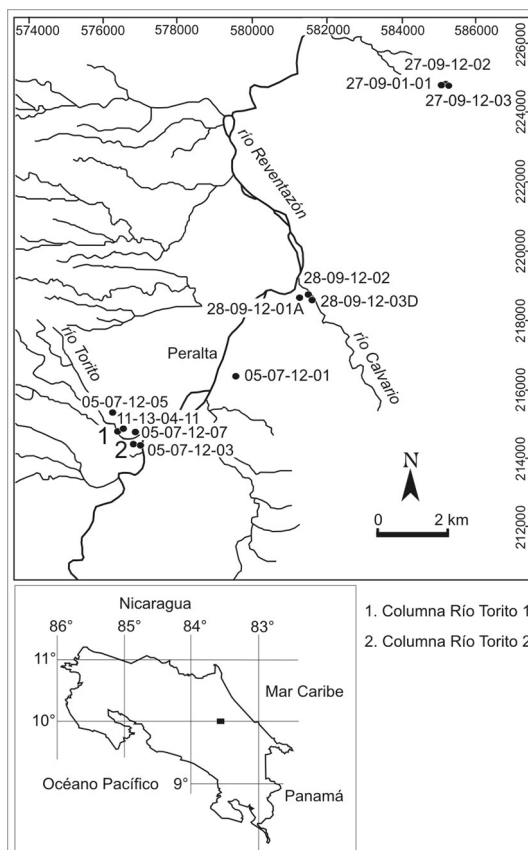 574000 576000 578000 580000 582000 584000 586000
226000
27-09-12-02
27-09-01-01
27-09-12-03
224000
río Reventazón
222000
220000
28-09-12-02
28-09-12-03D
28-09-12-01A
218000
río Torito
Peralta
río Calvario
05-07-12-01
216000
05-07-12-05
11-13-04-11
1
05-07-12-07
2
05-07-12-03
214000
N
0 2 km
212000
Nicaragua
86° 85° 84° 83°
11°
Mar Caribe
10°
Océano Pacífico
9°
Panamá
1. Columna Río Torito 1
2. Columna Río Torito 2